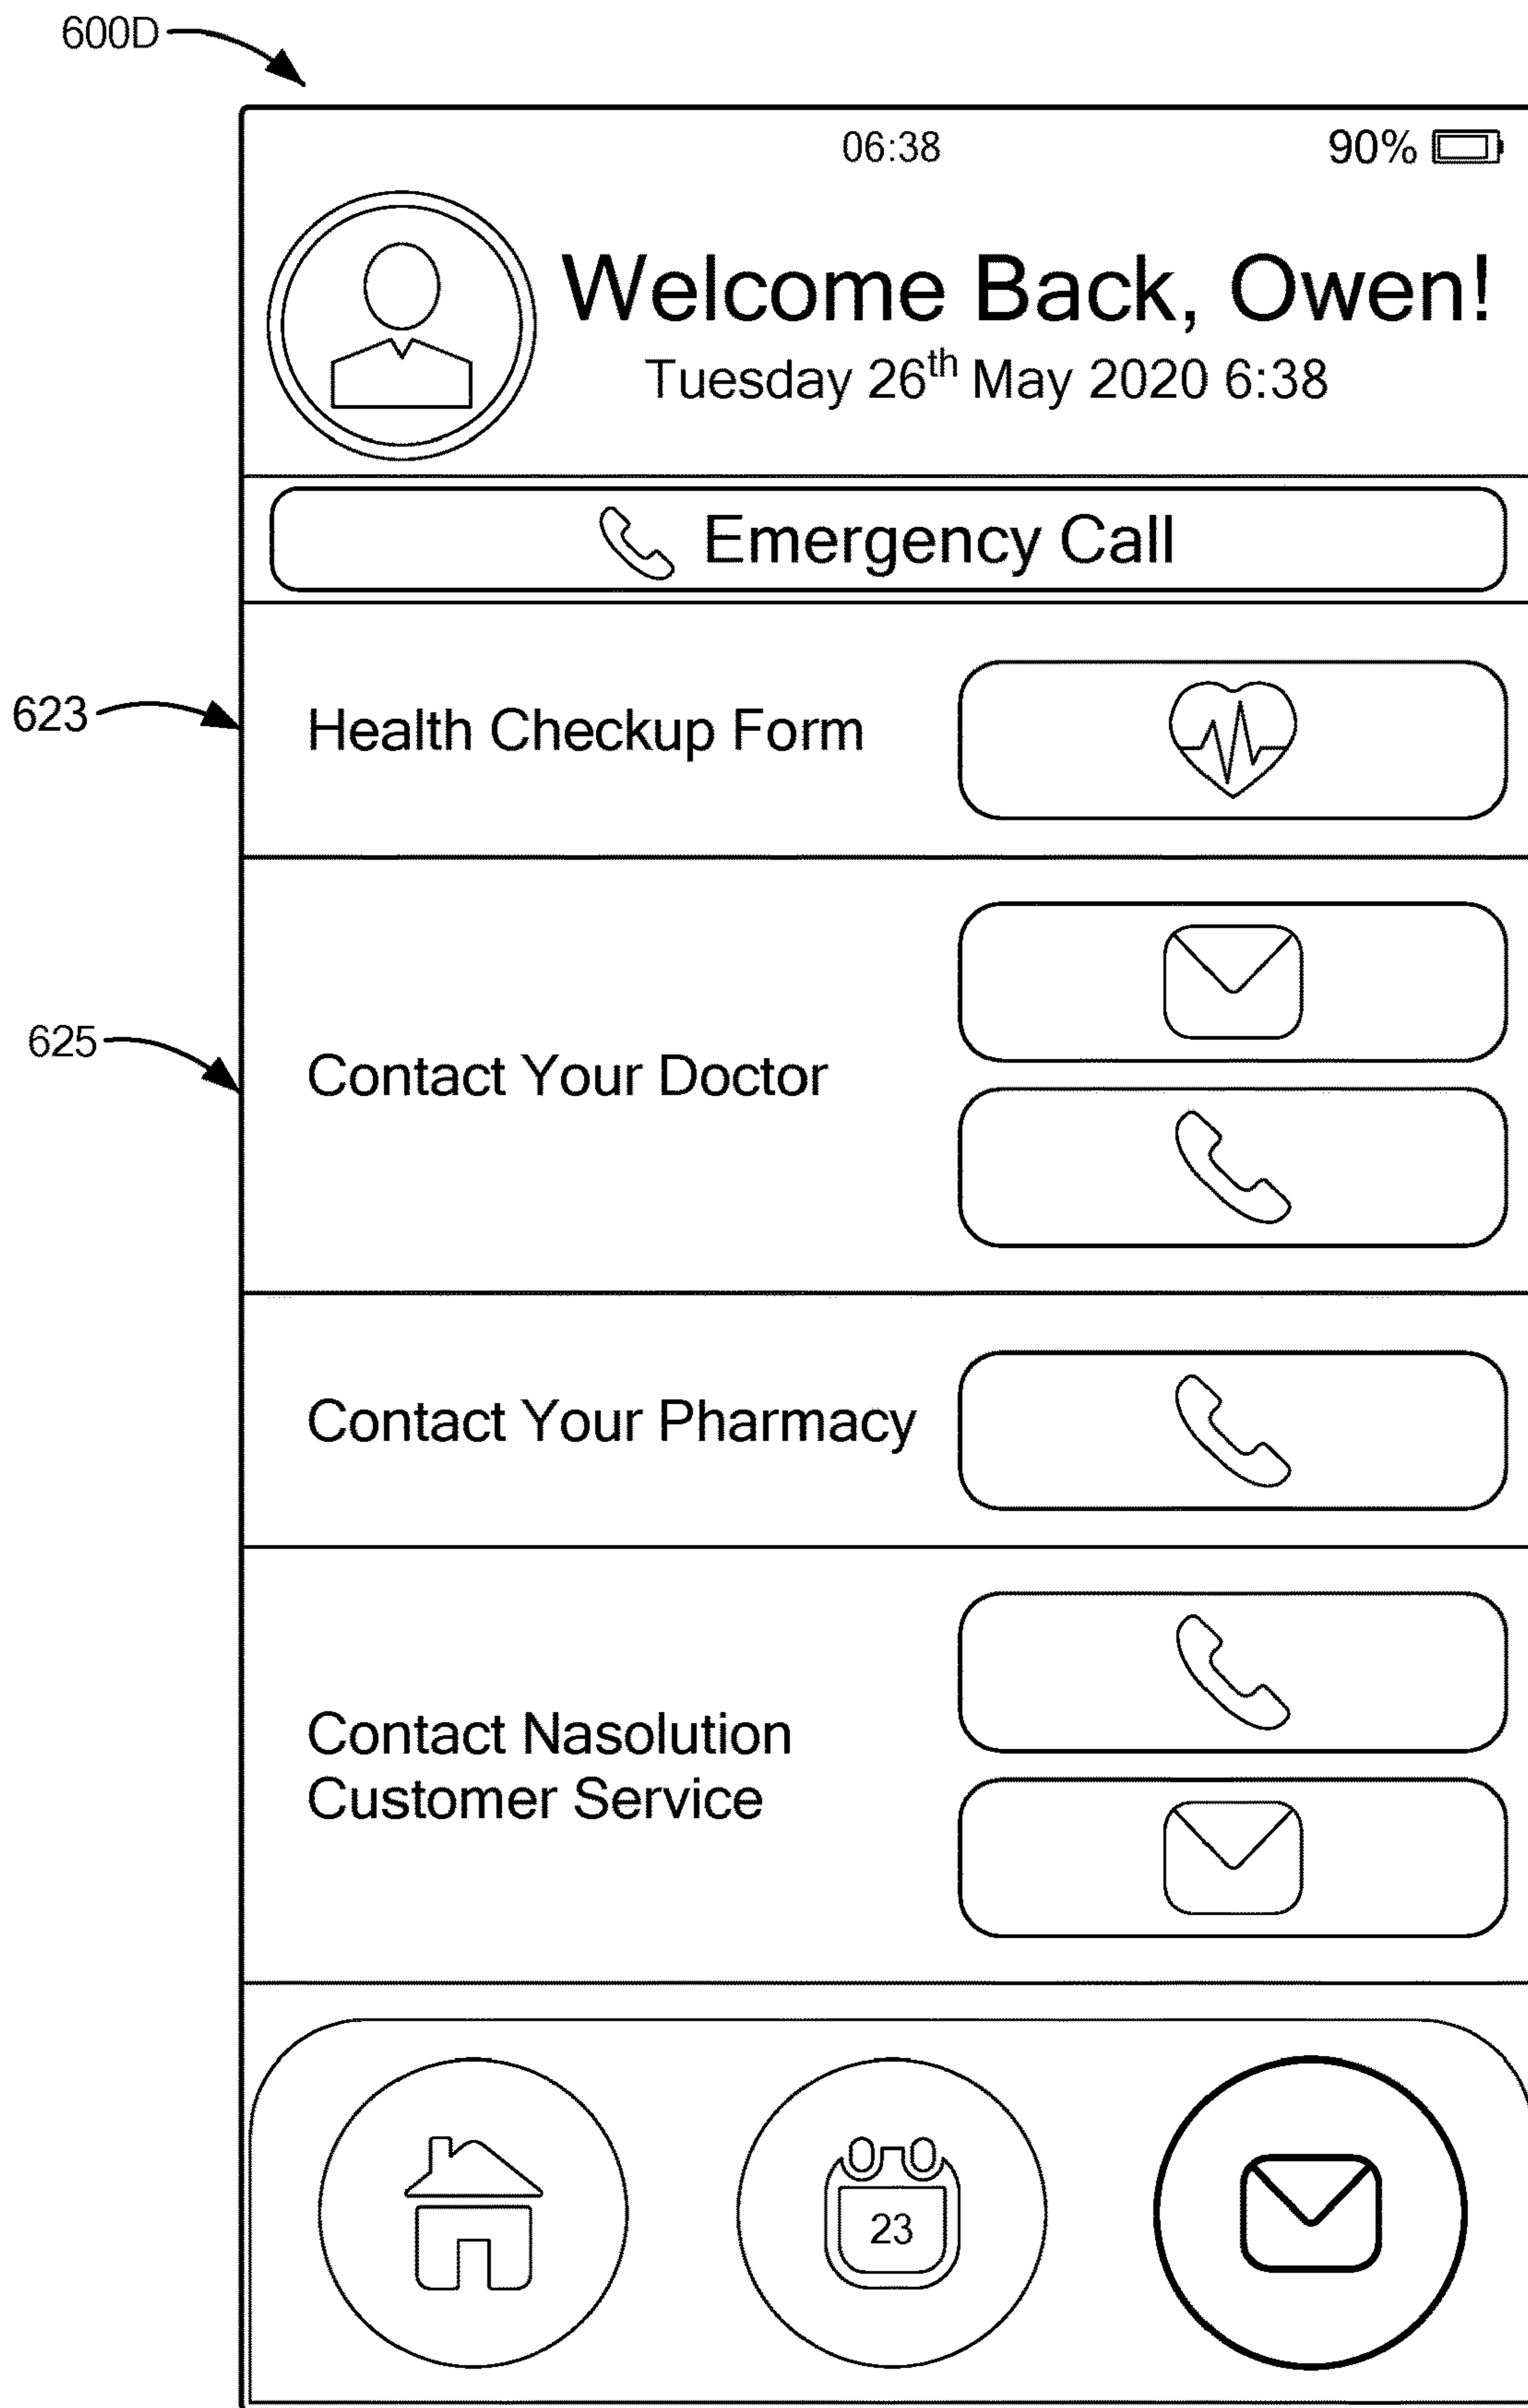 600D
06:38 90%
Welcome Back, Owen!
Tuesday 26th May 2020 6:38
Emergency Call
623
Health Checkup Form
625
Contact Your Doctor
Contact Your Pharmacy
Contact Nasolution
Customer Service
23